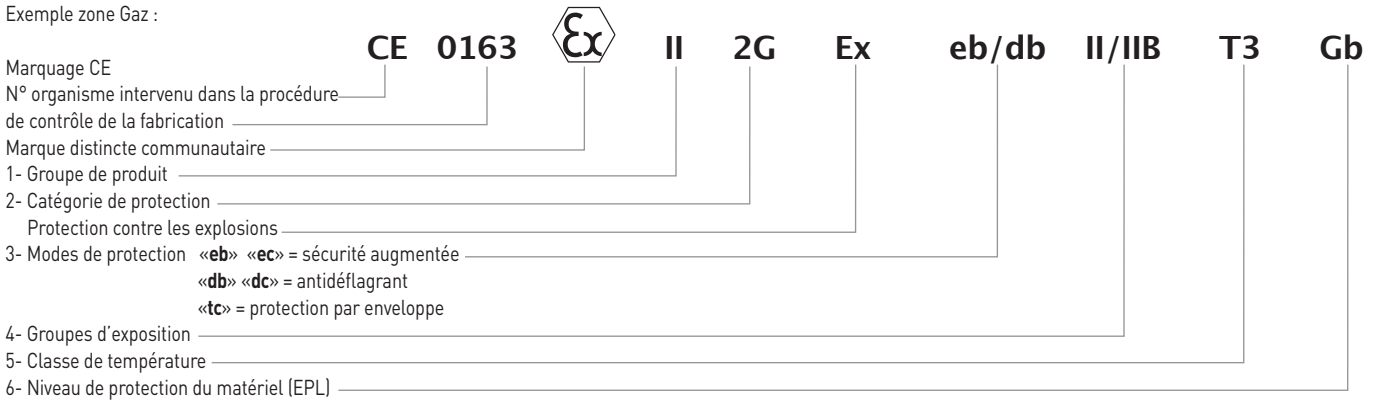 Exemple zone Gaz :
CE 0163 Ex II 2G Ex eb/db II/IIB T3 Gb
Marquage CE
N° organisme intervenu dans la procédure
de contrôle de la fabrication
Marque distincte communautaire
1- Groupe de produit
2- Catégorie de protection
Protection contre les explosions
3- Modes de protection «eb» «ec» = sécurité augmentée
«db» «dc» = antidéflagrant
«tc» = protection par enveloppe
4- Groupes d’exposition
5- Classe de température
6- Niveau de protection du matériel (EPL)